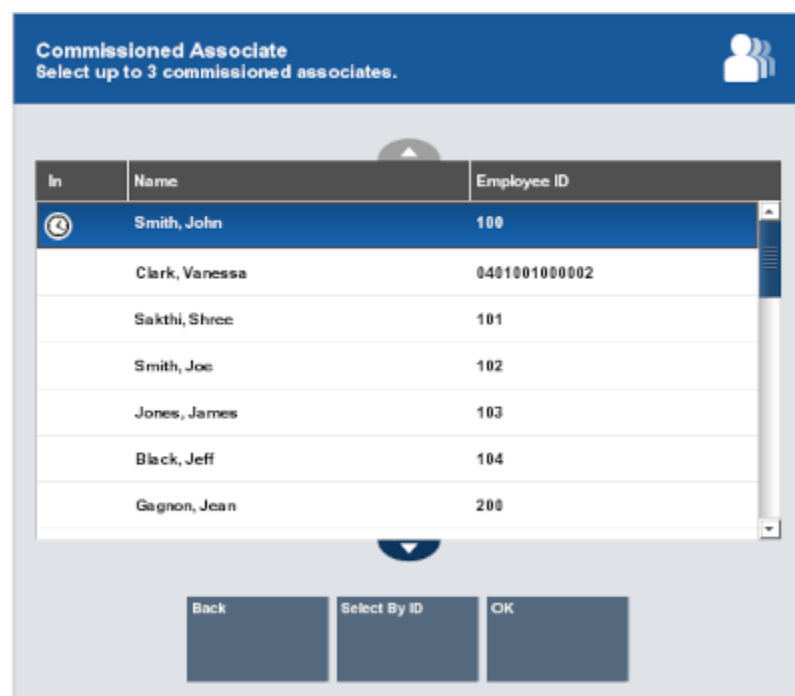 Commissioned Associate
Select up to 3 commissioned associates.
In Name Employee ID
Smith, John 100
Clark, Vanessa 0401001000002
Sakthi, Shree 101
Smith, Joe 102
Jones, James 103
Black, Jeff 104
Gagnon, Jean 200
Back Select By ID OK